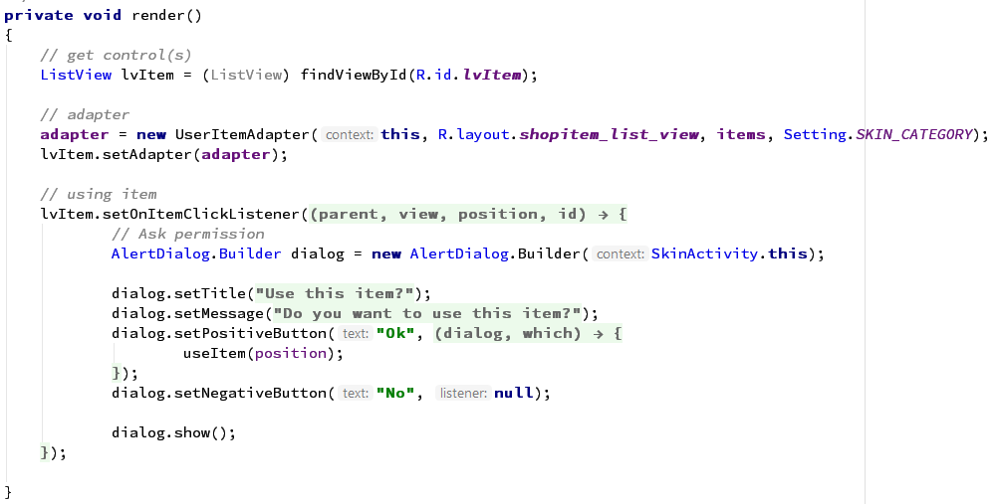 private void render()
{
// get control(s)
ListView lvItem = (ListView) findViewById(R.id.lvItem);
// adapter
adapter = new UserItemAdapter( context: this, R.layout.shopitem_list_view, items, Setting.SKIN_CATEGORY);
lvItem.setAdapter(adapter);
// using item
lvItem.setOnItemClickListener((parent, view, position, id) → {
// Ask permission
AlertDialog.Builder dialog = new AlertDialog.Builder( context: SkinActivity.this);
dialog.setTitle("Use this item?");
dialog.setMessage("Do you want to use this item?");
dialog.setPositiveButton( text: "Ok", (dialog, which) → {
useItem(position);
});
dialog.setNegativeButton( text: "No", listener: null);
dialog.show();
});
}